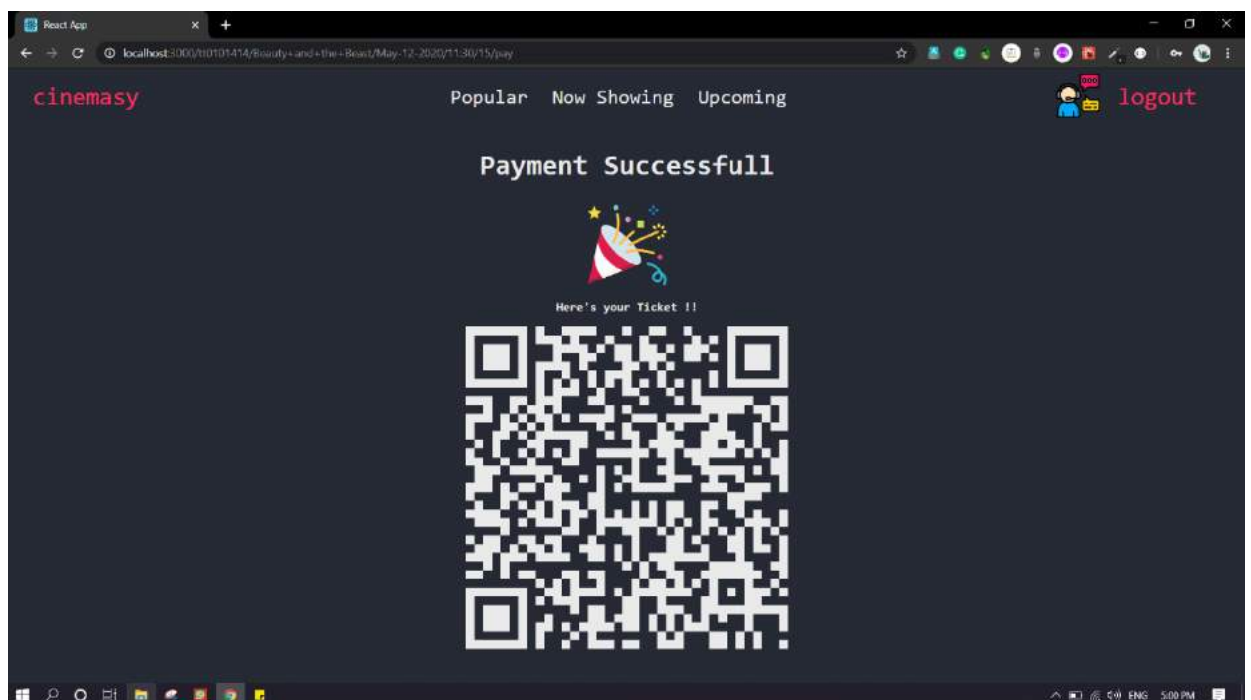 React App
localhost:3000/tt0101414/Beauty+and+the+Beast/May-12-2020/11:30/15/pay
cinemasy
Popular Now Showing Upcoming
logout
Payment Successfull
Here's your Ticket !!
ENG 5:00 PM